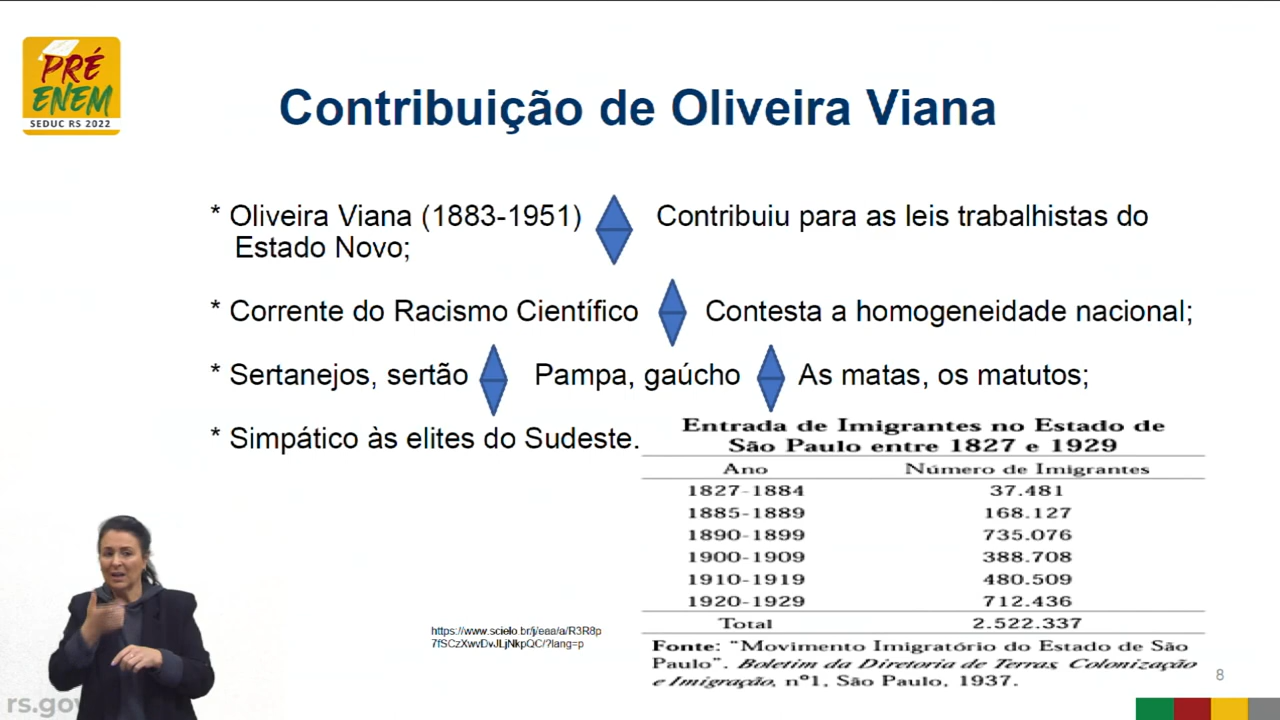 PRÉ
ENEM
SEDUC RS 2022
Contribuição de Oliveira Viana
* Oliveira Viana (1883-1951) Contribuiu para as leis trabalhistas do
Estado Novo;
* Corrente do Racismo Científico Contesta a homogeneidade nacional;
* Sertanejos, sertão Pampa, gaúcho As matas, os matutos;
* Simpático às elites do Sudeste.
Entrada de Imigrantes no Estado de
São Paulo entre 1827 e 1929
Ano Número de Imigrantes
1827-1884 37.481
1885-1889 168.127
1890-1899 735.076
1900-1909 388.708
1910-1919 480.509
1920-1929 712.436
Total 2.522.337
Fonte: "Movimento Imigratório do Estado de São
Paulo". Boletim da Diretoria de Terras, Colonização
e Imigração, nº1, São Paulo, 1937.
https://www.scielo.br/j/eaa/a/R3R8p
7fSCzXwvDvJLjNkpQC/?lang=p
8
rs.gov